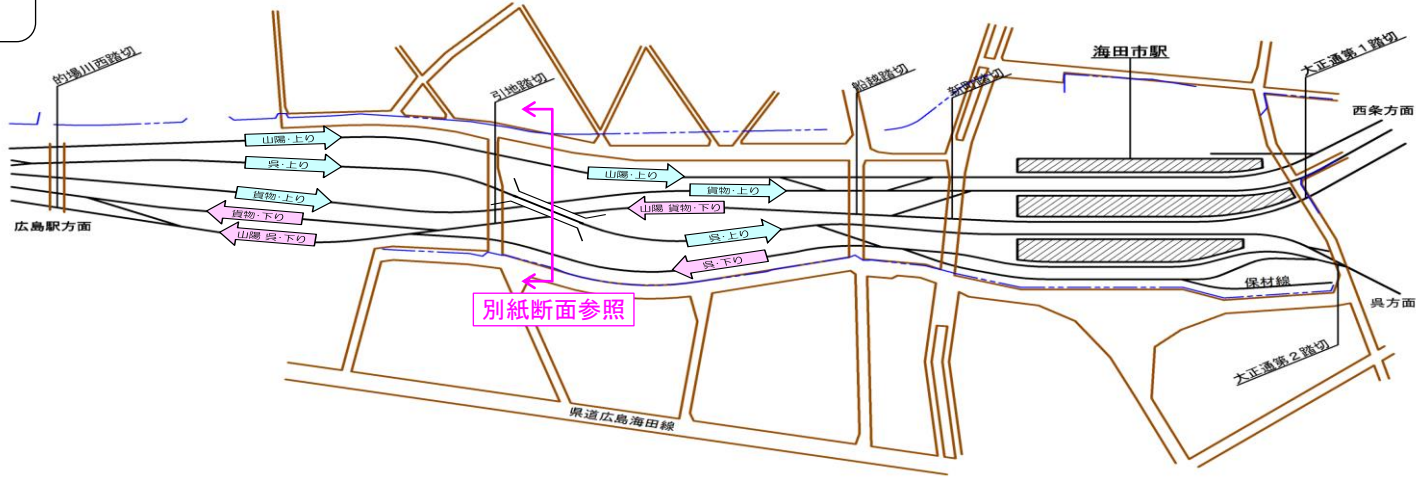 海田市駅
大正通第1踏切
的場川西踏切
引地踏切
船越踏切
新町踏切
西条方面
山陽・上り
呉・上り
山陽・上り
貨物・上り
貨物・上り
貨物・下り
山陽 貨物・下り
広島駅方面
山陽 呉・下り
呉・上り
呉・下り
保材線
別紙断面参照
呉方面
大正通第2踏切
県道広島海田線